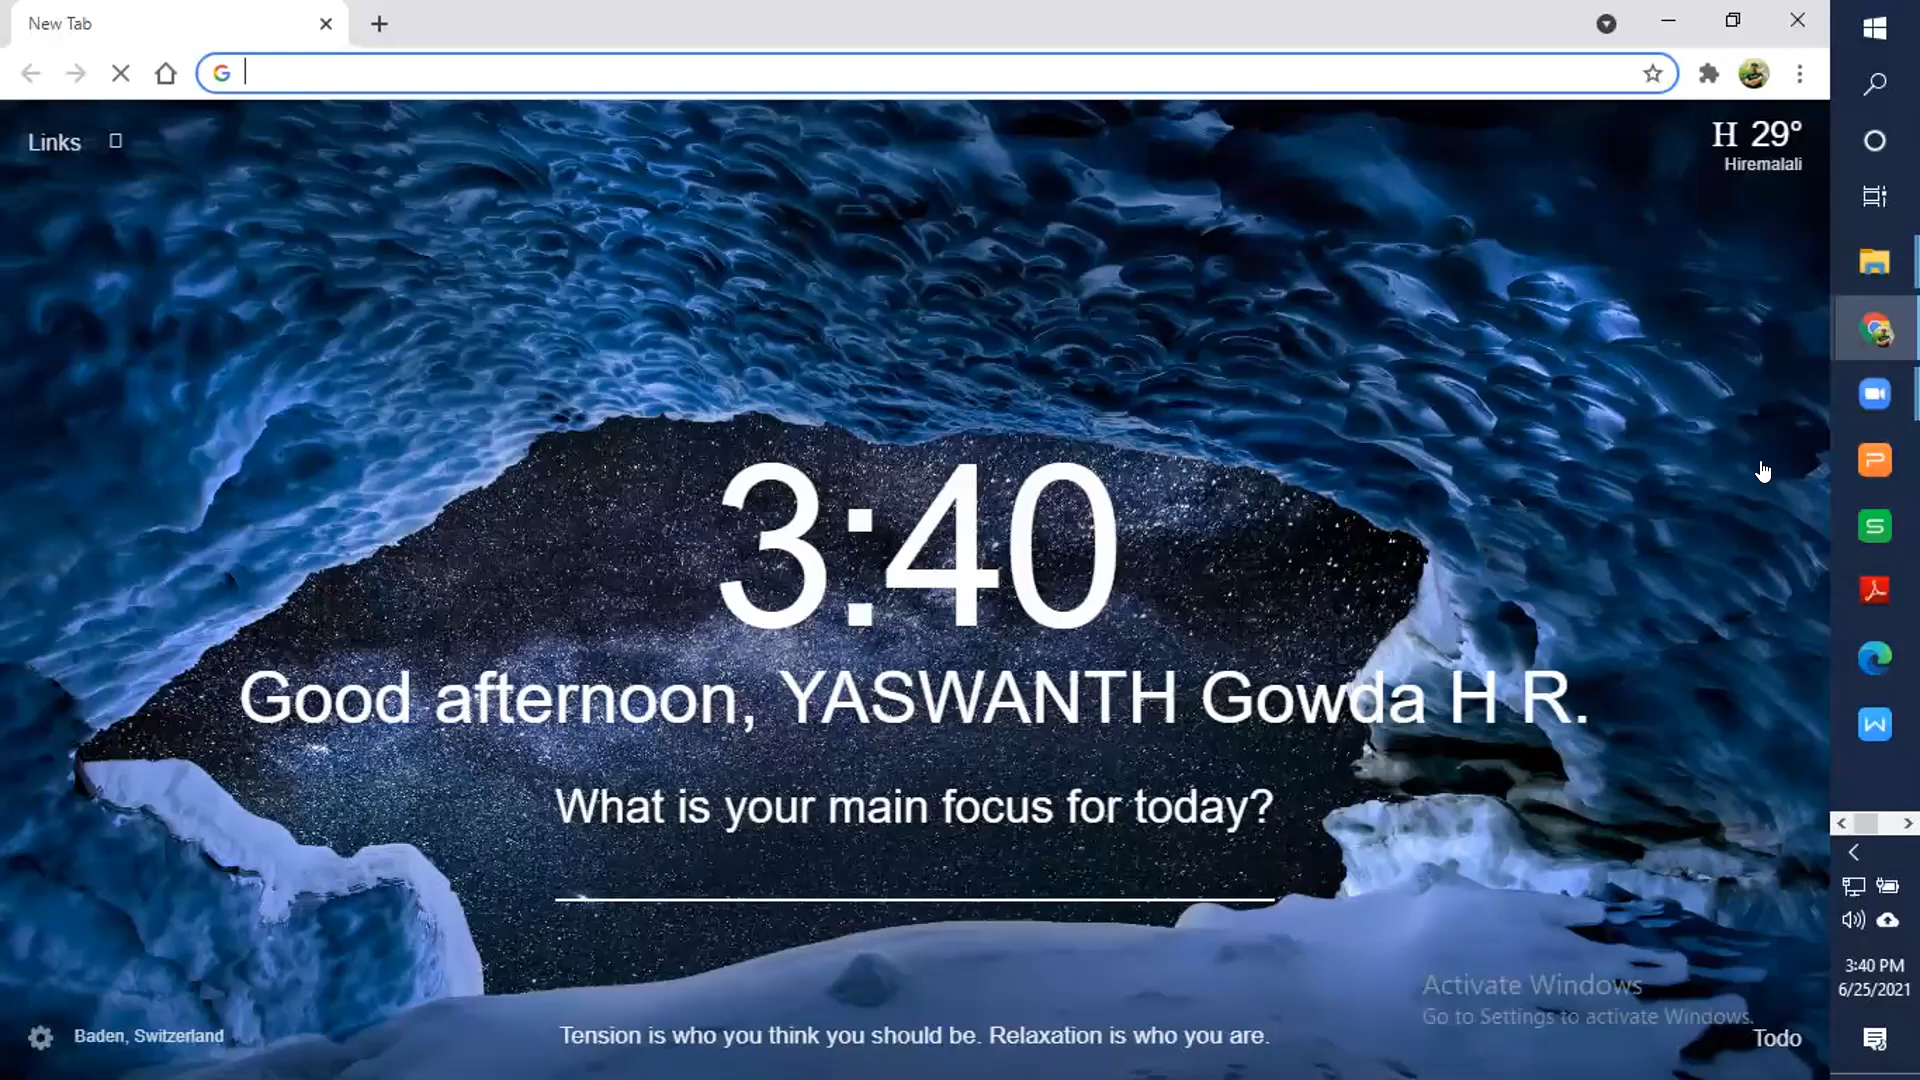 New Tab
Links
H 29°
Hiremalali
3:40
Good afternoon, YASWANTH Gowda H R.
What is your main focus for today?
Activate Windows
Go to Settings to activate Windows.
Baden, Switzerland
Tension is who you think you should be. Relaxation is who you are.
Todo
3:40 PM
6/25/2021